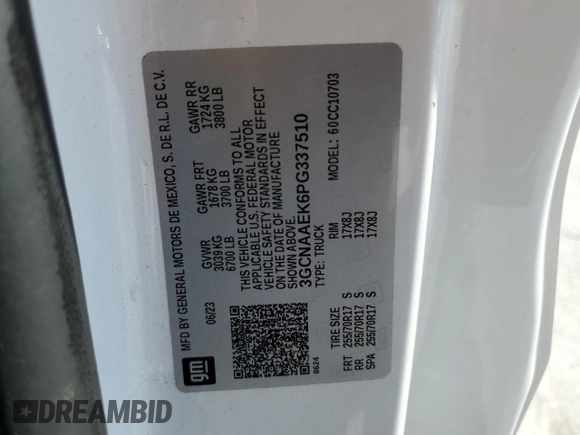 MFD BY GENERAL MOTORS DE MEXICO, S. DE R.L. DE C.V.
06/23
GVWR GAWR FRT GAWR RR
3039 KG 1678 KG 1724 KG
6700 LB 3700 LB 3800 LB
THIS VEHICLE CONFORMS TO ALL
APPLICABLE U.S. FEDERAL MOTOR
VEHICLE SAFETY STANDARDS IN EFFECT
ON THE DATE OF MANUFACTURE
SHOWN ABOVE.
3GCNAAEK6PG337510
TYPE: TRUCK MODEL: 60CC10703
gm
8624
TIRE SIZE RIM
FRT 255/70R17 S 17X8J
RR 255/70R17 S 17X8J
SPA 255/70R17 S 17X8J
DREAMBID